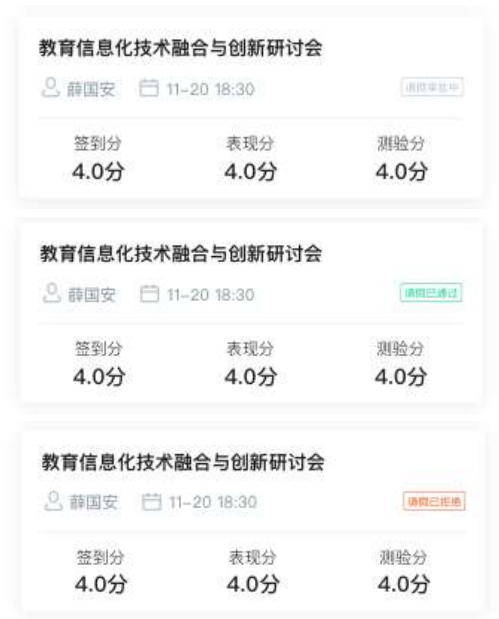 教育信息化技术融合与创新研讨会
薛国安 11-20 18:30 请假审批中
签到分 表现分 测验分
4.0分 4.0分 4.0分
教育信息化技术融合与创新研讨会
薛国安 11-20 18:30 请假已通过
签到分 表现分 测验分
4.0分 4.0分 4.0分
教育信息化技术融合与创新研讨会
薛国安 11-20 18:30 请假已拒绝
签到分 表现分 测验分
4.0分 4.0分 4.0分